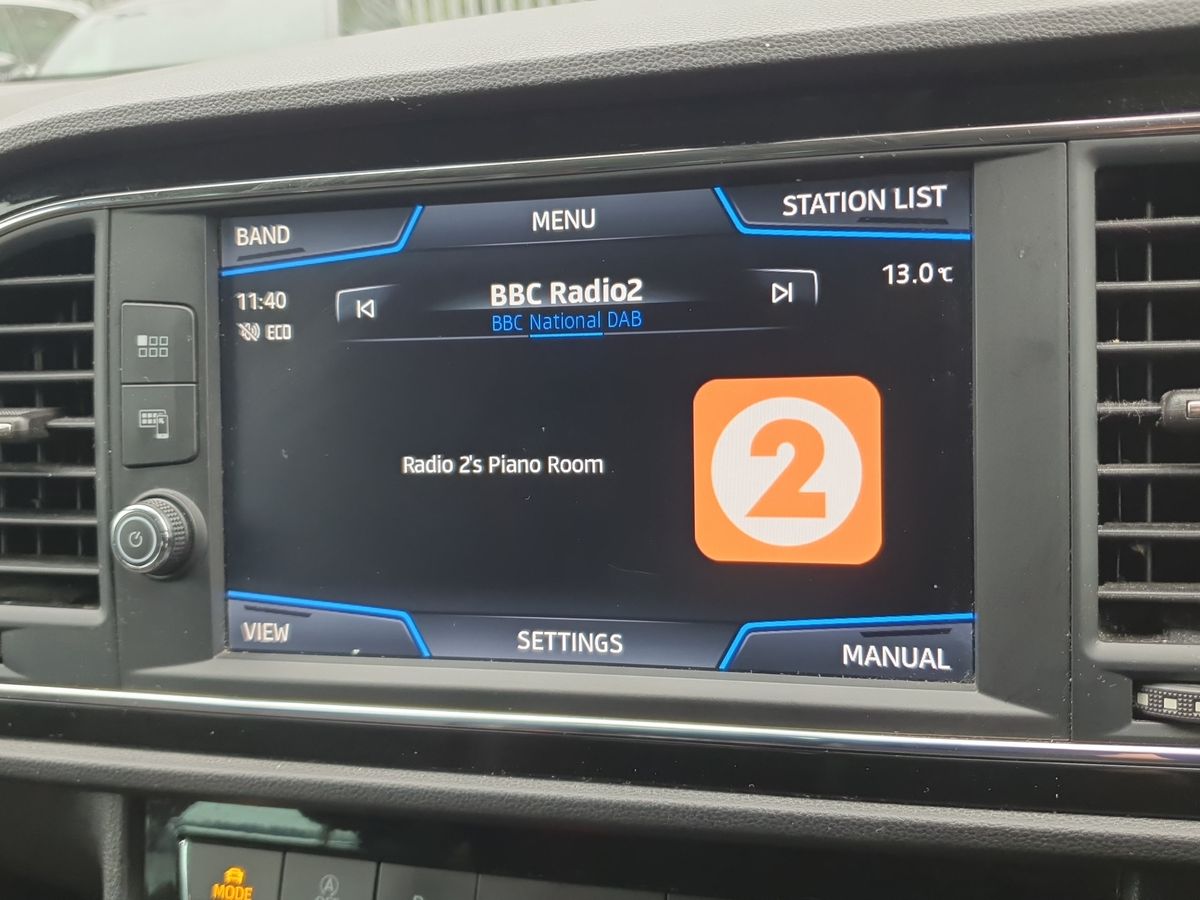 BAND
MENU
STATION LIST
11:40
BBC Radio2
13.0 °C
ECO
BBC National DAB
Radio 2's Piano Room
2
VIEW
SETTINGS
MANUAL
MODE